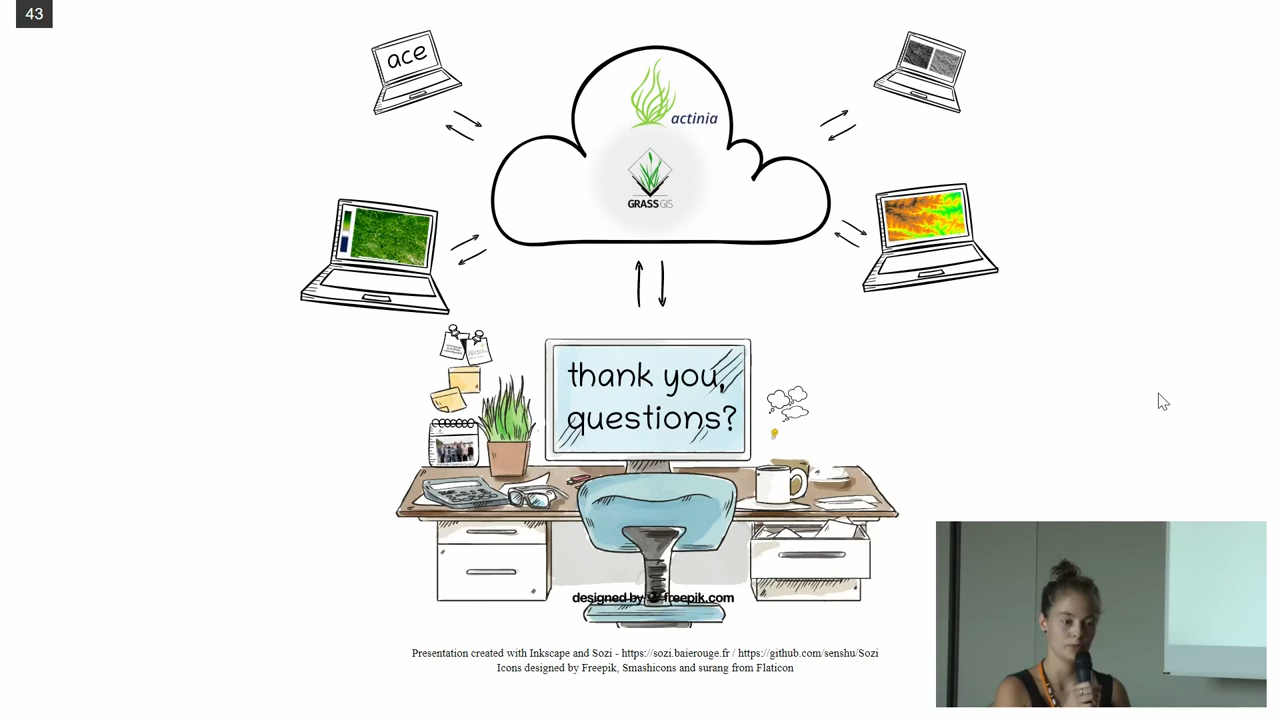 43
ace
actinia
GRASS GIS
thank you,
questions?
designed by freepik.com
Presentation created with Inkscape and Sozi - https://sozi.baierouge.fr / https://github.com/senshu/Sozi
Icons designed by Freepik, Smashicons and surang from Flaticon